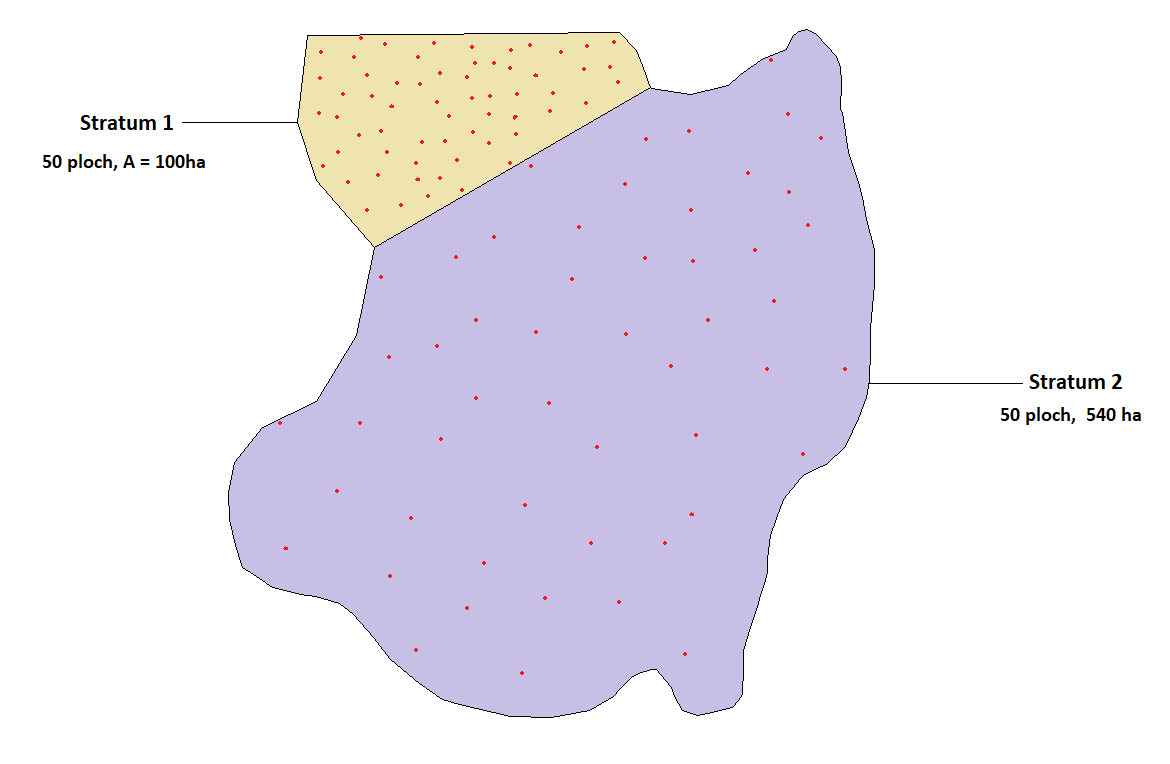 Stratum 1
50 ploch, A = 100ha
Stratum 2
50 ploch,  540 ha